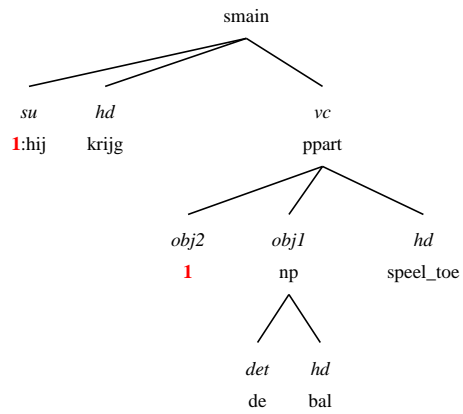 smain
su hd vc
1:hij krijg ppart
obj2 obj1 hd
1 np speel_toe
det hd
de bal